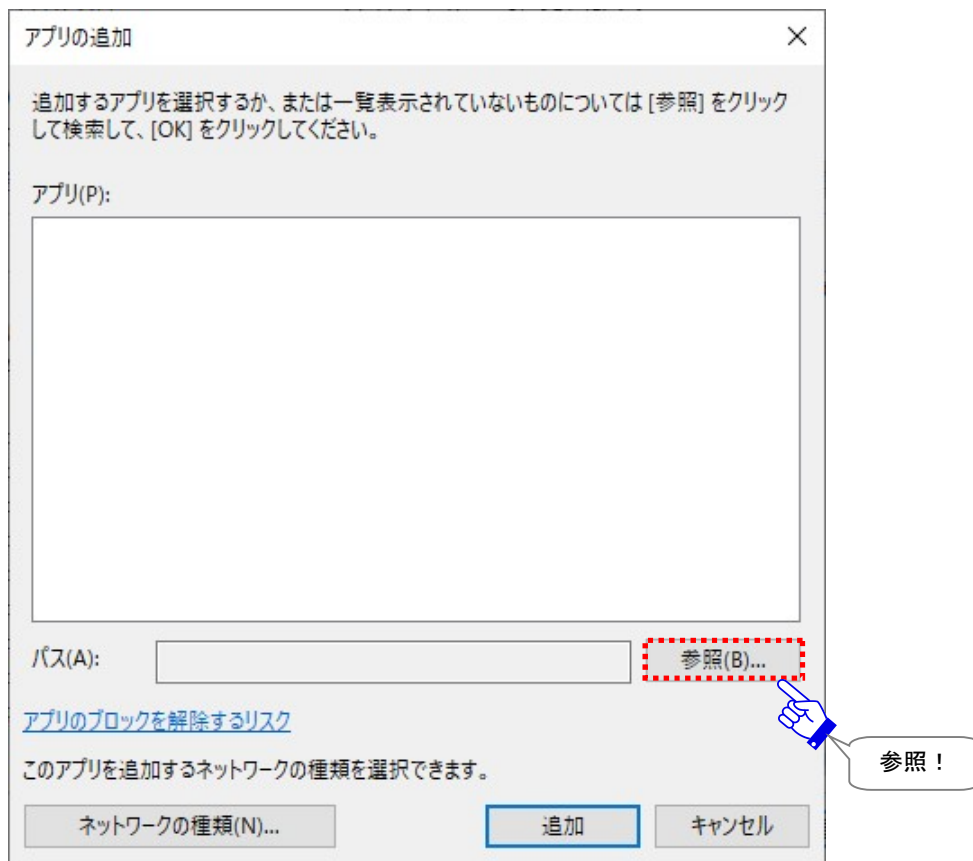 アプリの追加
追加するアプリを選択するか、または一覧表示されていないものについては [参照] をクリック
して検索して、[OK] をクリックしてください。
アプリ(P):
パス(A):
参照(B)...
アプリのブロックを解除するリスク
参照！
このアプリを追加するネットワークの種類を選択できます。
ネットワークの種類(N)...
追加
キャンセル